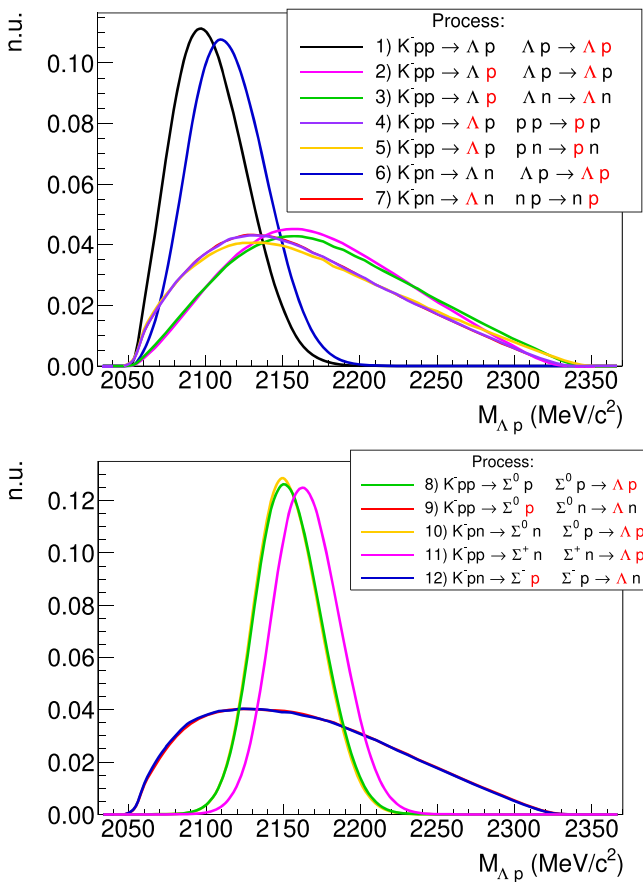 n.u.
Process:
1) K⁻pp → Λ p Λ p → Λ p
2) K⁻pp → Λ p Λ p → Λ p
3) K⁻pp → Λ p Λ n → Λ n
4) K⁻pp → Λ p p p → p p
5) K⁻pp → Λ p p n → p n
6) K⁻pn → Λ n Λ p → Λ p
7) K⁻pn → Λ n n p → n p
0.10
0.08
0.06
0.04
0.02
0.00
2050 2100 2150 2200 2250 2300 2350
M_Λ p (MeV/c²)
n.u.
Process:
8) K⁻pp → Σ⁰ p Σ⁰ p → Λ p
9) K⁻pp → Σ⁰ p Σ⁰ n → Λ n
10) K⁻pn → Σ⁰ n Σ⁰ p → Λ p
11) K⁻pp → Σ⁺ n Σ⁺ n → Λ p
12) K⁻pn → Σ⁻ p Σ⁻ p → Λ n
0.12
0.10
0.08
0.06
0.04
0.02
0.00
2050 2100 2150 2200 2250 2300 2350
M_Λ p (MeV/c²)